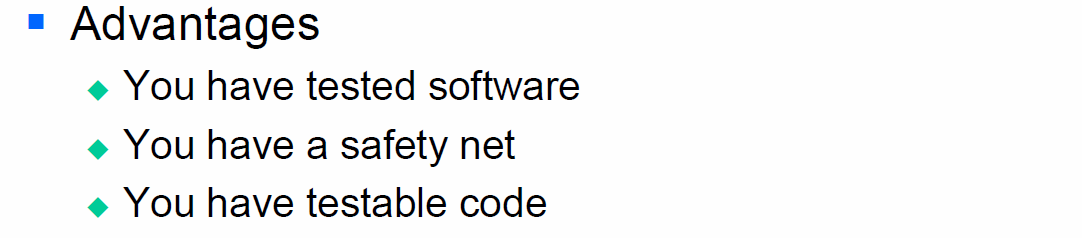 Advantages
You have tested software
You have a safety net
You have testable code